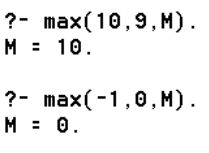 ?- max(10,9,M).
M = 10.
?- max(-1,0,M).
M = 0.